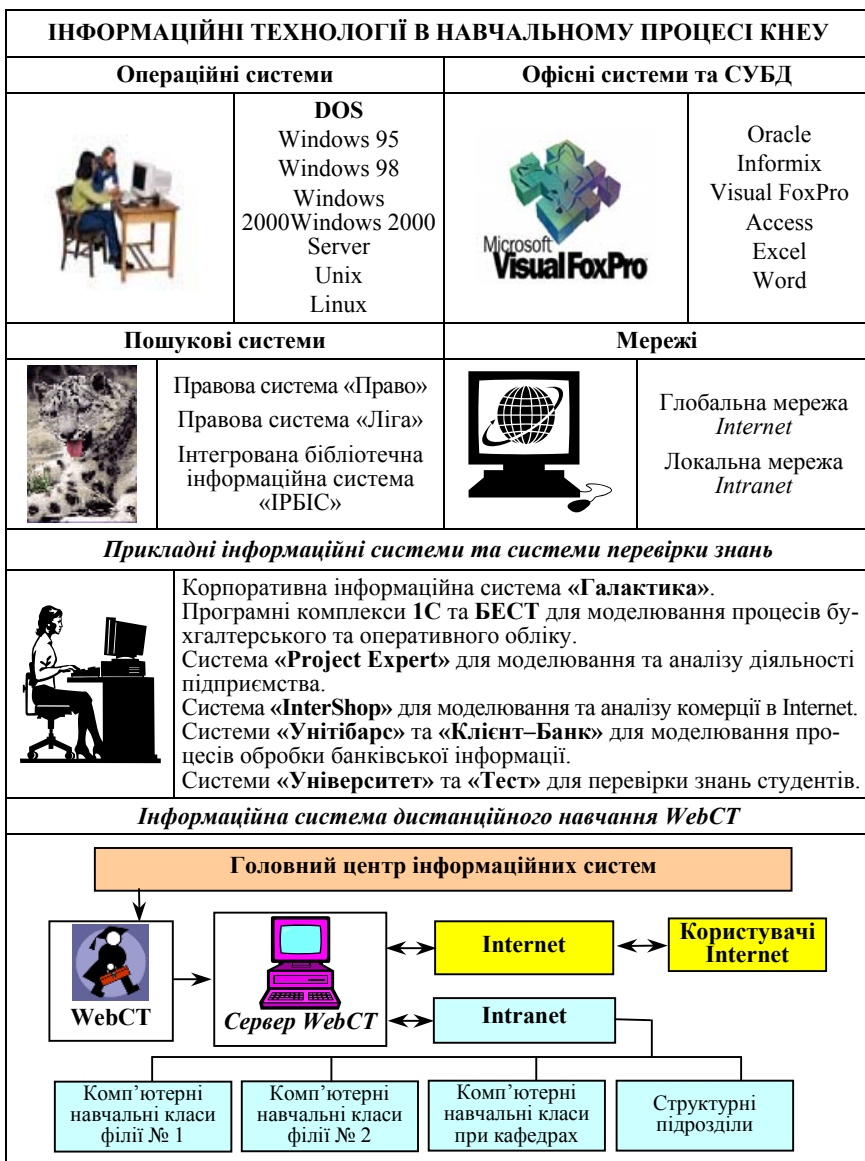 ІНФОРМАЦІЙНІ ТЕХНОЛОГІЇ В НАВЧАЛЬНОМУ ПРОЦЕСІ КНЕУ
Операційні системи
Офісні системи та СУБД
DOS
Windows 95
Windows 98
Windows
2000Windows 2000
Server
Unix
Linux
Microsoft
Visual FoxPro
Oracle
Informix
Visual FoxPro
Access
Excel
Word
Пошукові системи
Мережі
Правова система «Право»
Правова система «Ліга»
Інтегрована бібліотечна
інформаційна система
«ІРБІС»
Глобальна мережа
Internet
Локальна мережа
Intranet
Прикладні інформаційні системи та системи перевірки знань
Корпоративна інформаційна система «Галактика».
Програмні комплекси 1С та БЕСТ для моделювання процесів бу-
хгалтерського та оперативного обліку.
Система «Project Expert» для моделювання та аналізу діяльності
підприємства.
Система «InterShop» для моделювання та аналізу комерції в Internet.
Системи «Унітібарс» та «Клієнт–Банк» для моделювання про-
цесів обробки банківської інформації.
Системи «Університет» та «Тест» для перевірки знань студентів.
Інформаційна система дистанційного навчання WebCT
Головний центр інформаційних систем
WebCT
Сервер WebCT
Internet
Користувачі
Internet
Intranet
Комп’ютерні
навчальні класи
філії № 1
Комп’ютерні
навчальні класи
філії № 2
Комп’ютерні
навчальні класи
при кафедрах
Структурні
підрозділи